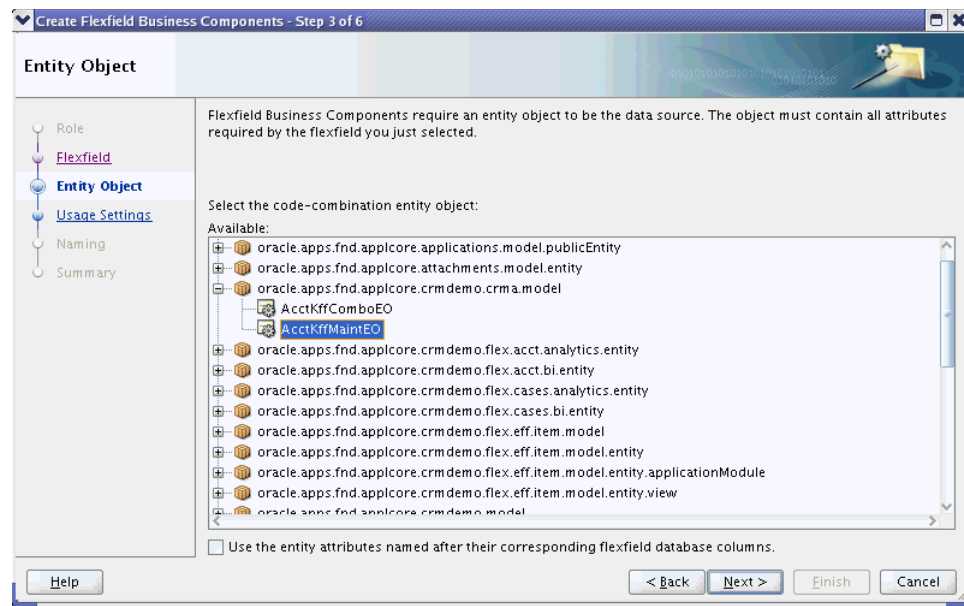 Create Flexfield Business Components - Step 3 of 6
Entity Object
Role
Flexfield
Entity Object
Usage Settings
Naming
Summary
Flexfield Business Components require an entity object to be the data source. The object must contain all attributes
required by the flexfield you just selected.
Select the code-combination entity object:
Available:
oracle.apps.fnd.applcore.applications.model.publicEntity
oracle.apps.fnd.applcore.attachments.model.entity
oracle.apps.fnd.applcore.crmdemo.crma.model
AcctKffComboEO
AcctKffMaintEO
oracle.apps.fnd.applcore.crmdemo.flex.acct.analytics.entity
oracle.apps.fnd.applcore.crmdemo.flex.acct.bi.entity
oracle.apps.fnd.applcore.crmdemo.flex.cases.analytics.entity
oracle.apps.fnd.applcore.crmdemo.flex.cases.bi.entity
oracle.apps.fnd.applcore.crmdemo.flex.eff.item.model
oracle.apps.fnd.applcore.crmdemo.flex.eff.item.model.entity
oracle.apps.fnd.applcore.crmdemo.flex.eff.item.model.entity.applicationModule
oracle.apps.fnd.applcore.crmdemo.flex.eff.item.model.entity.view
oracle.apps.fnd.applcore.crmdemo.model
Use the entity attributes named after their corresponding flexfield database columns.
Help
< Back
Next >
Finish
Cancel